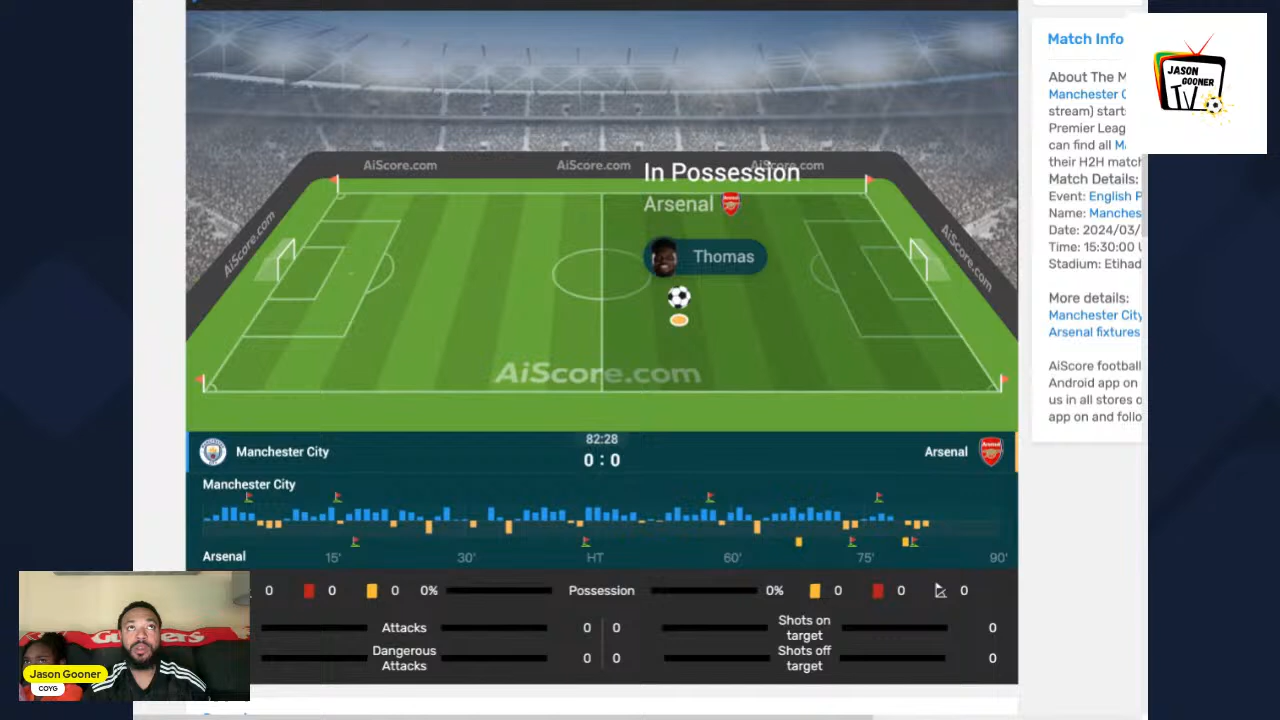 Match Info
JASON
GOONER
TV
About The M
Manchester C
stream) start
Premier Leag
can find all M
their H2H match
Match Details:
Event: English P
Name: Manches
Date: 2024/03/
Time: 15:30:00 U
Stadium: Etihad
More details:
Manchester City
Arsenal fixtures
AiScore football
Android app on
us in all stores o
app on and follo
AiScore.com
AiScore.com
AiScore.com
AiScore.com
AiScore.com
In Possession
Arsenal
Thomas
AiScore.com
82:28
Manchester City
0 : 0
Arsenal
Manchester City
Arsenal 15' 30' HT 60' 75' 90'
0 0 0 0% Possession 0% 0 0 0
Attacks 0 0 Shots on target 0
Dangerous Attacks 0 0 Shots off target 0
Gunners
Jason Gooner
COYG